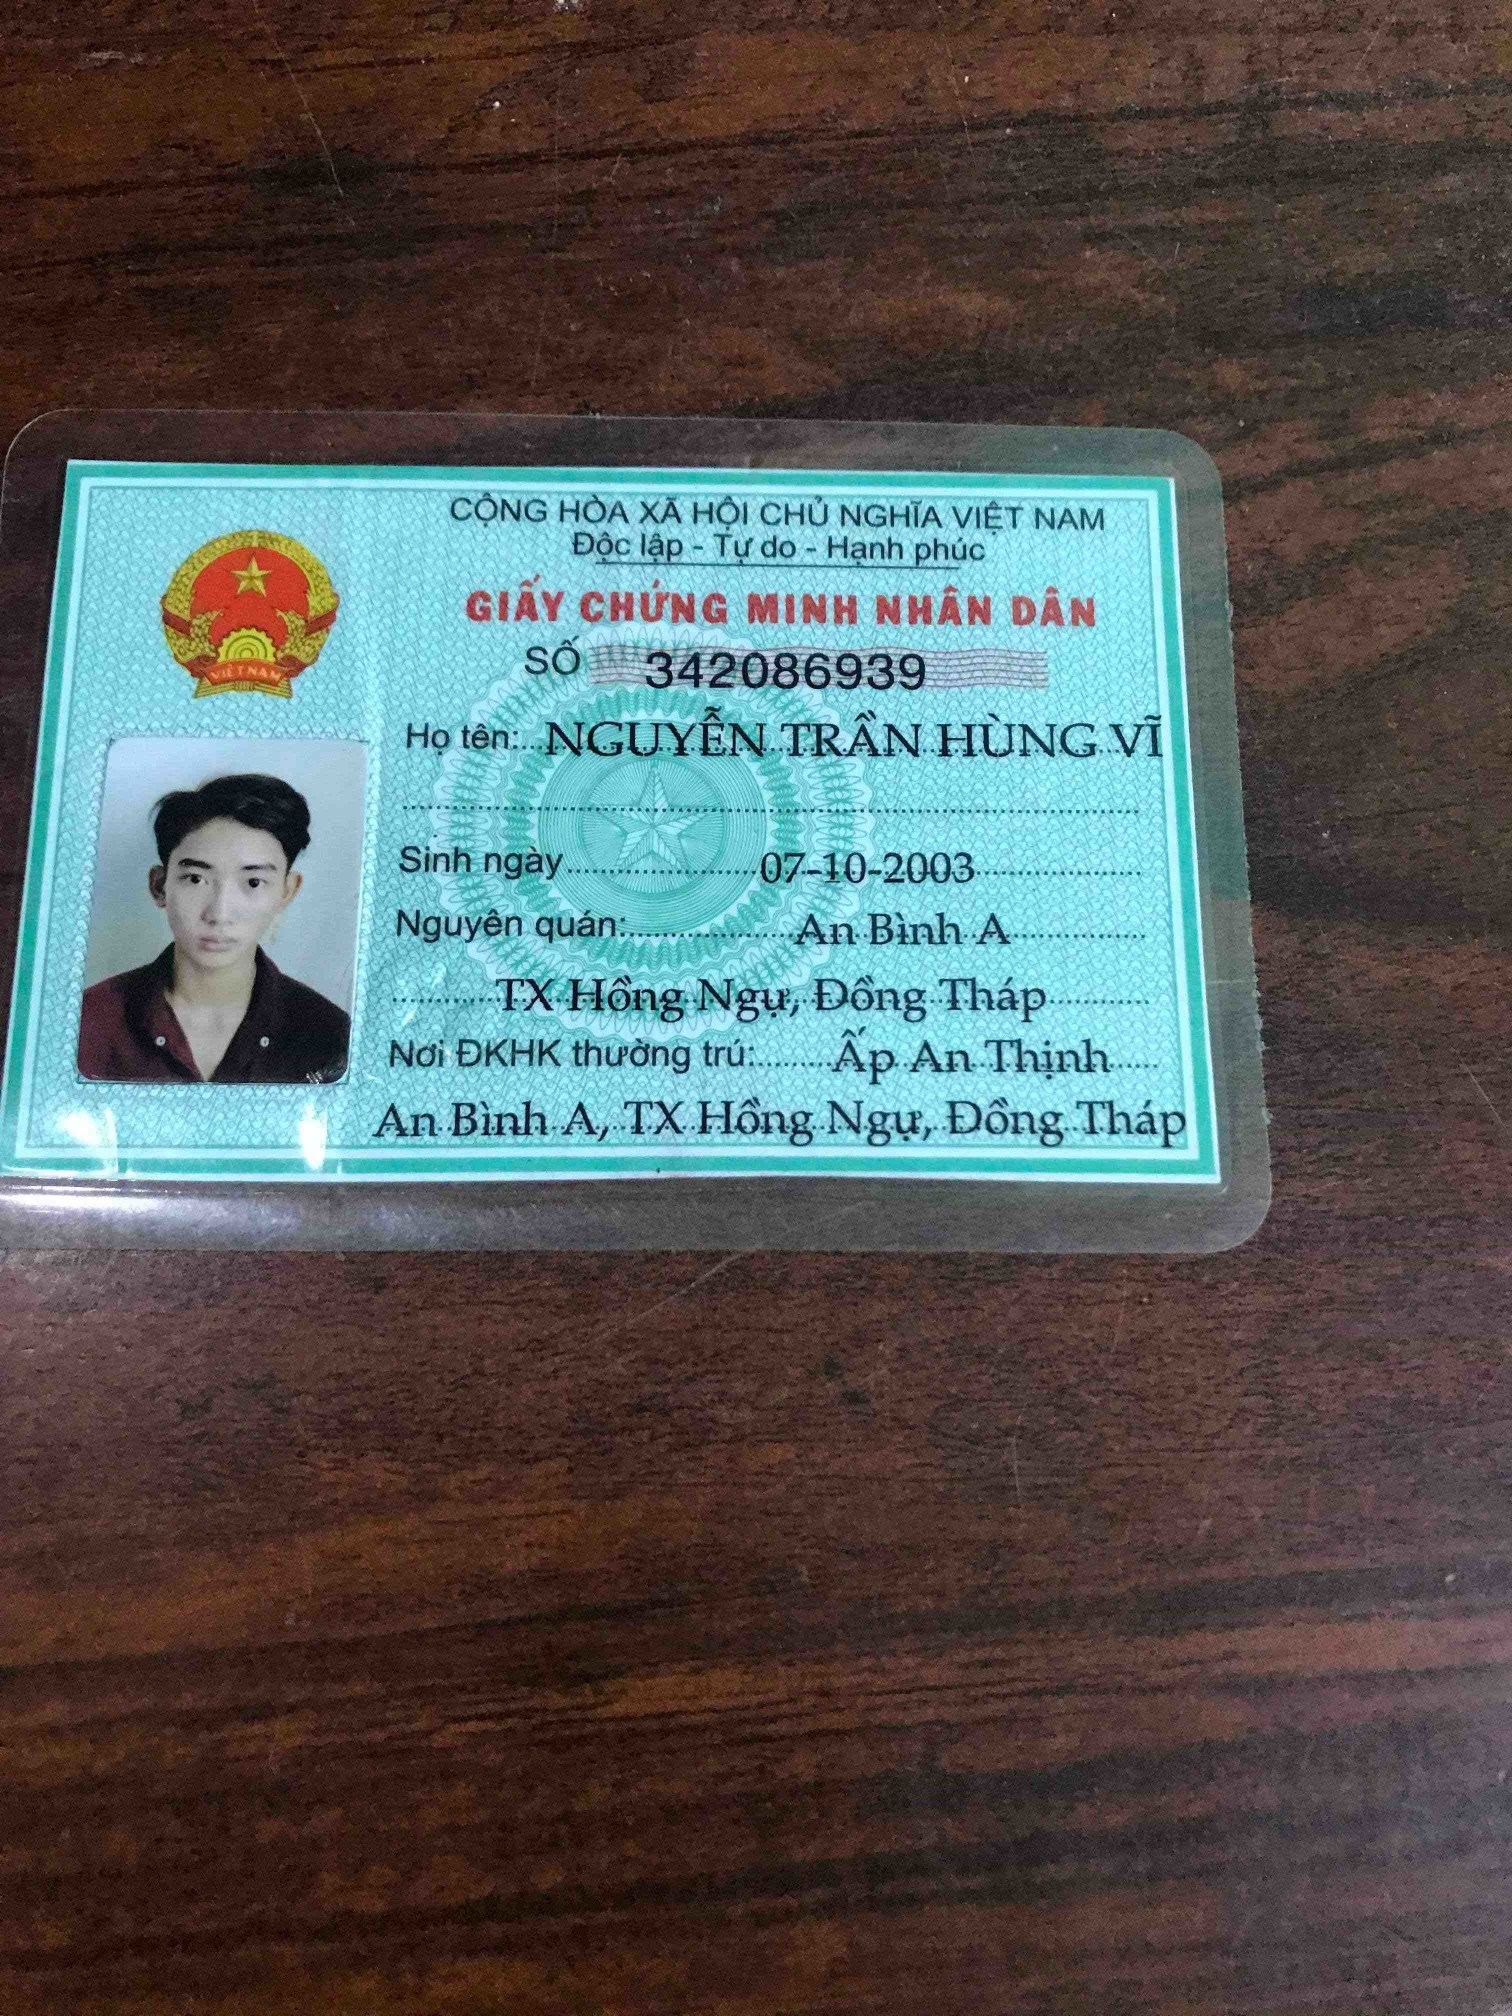 CỘNG HÒA XÃ HỘI CHỦ NGHĨA VIỆT NAM
Độc lập - Tự do - Hạnh phúc
GIẤY CHỨNG MINH NHÂN DÂN
SỐ 342086939
Họ tên: NGUYỄN TRẦN HÙNG VĨ
Sinh ngày 07-10-2003
Nguyên quán: An Bình A
TX Hồng Ngự, Đồng Tháp
Nơi ĐKHK thường trú: Ấp An Thịnh
An Bình A, TX Hồng Ngự, Đồng Tháp
VIỆT NAM